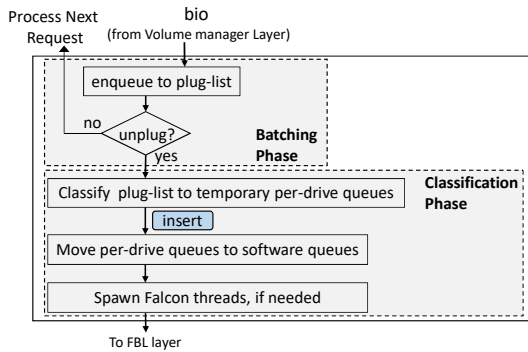 Process Next
Request
bio
(from Volume manager Layer)
enqueue to plug-list
no
unplug?
yes
Batching
Phase
Classify plug-list to temporary per-drive queues
Classification
Phase
insert
Move per-drive queues to software queues
Spawn Falcon threads, if needed
To FBL layer